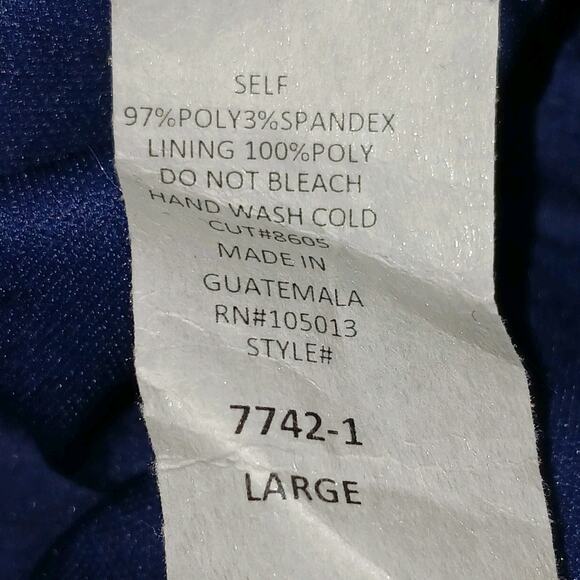 SELF
97%POLY3%SPANDEX
LINING 100%POLY
DO NOT BLEACH
HAND WASH COLD
CUT#8605
MADE IN
GUATEMALA
RN#105013
STYLE#
7742-1
LARGE